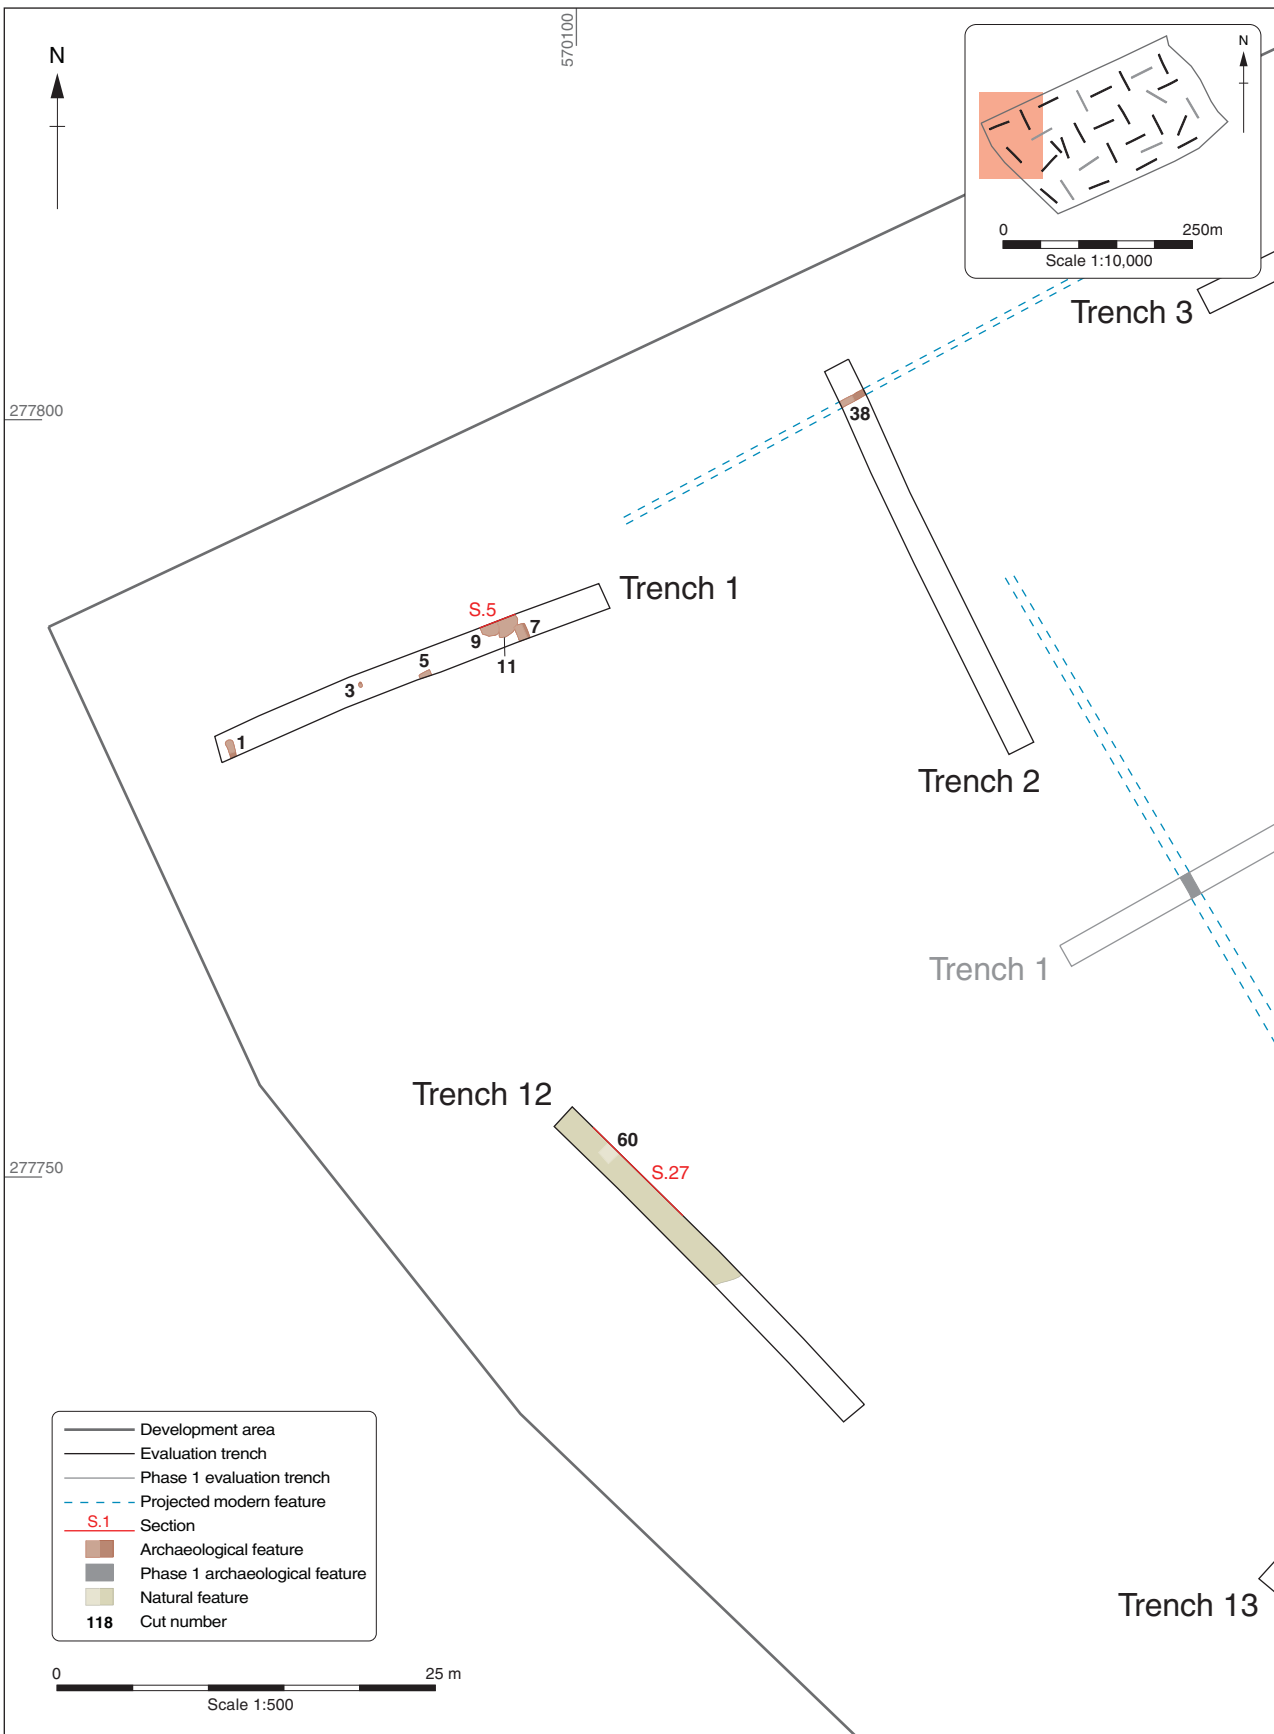 570100
N
N
0 250m
Scale 1:10,000
Trench 3
277800
38
Trench 1
S.5
7
9
11
5
3
1
Trench 2
Trench 1
Trench 12
60
S.27
277750
Development area
Evaluation trench
Phase 1 evaluation trench
Projected modern feature
S.1 Section
Archaeological feature
Phase 1 archaeological feature
Natural feature
118 Cut number
Trench 13
0 25 m
Scale 1:500